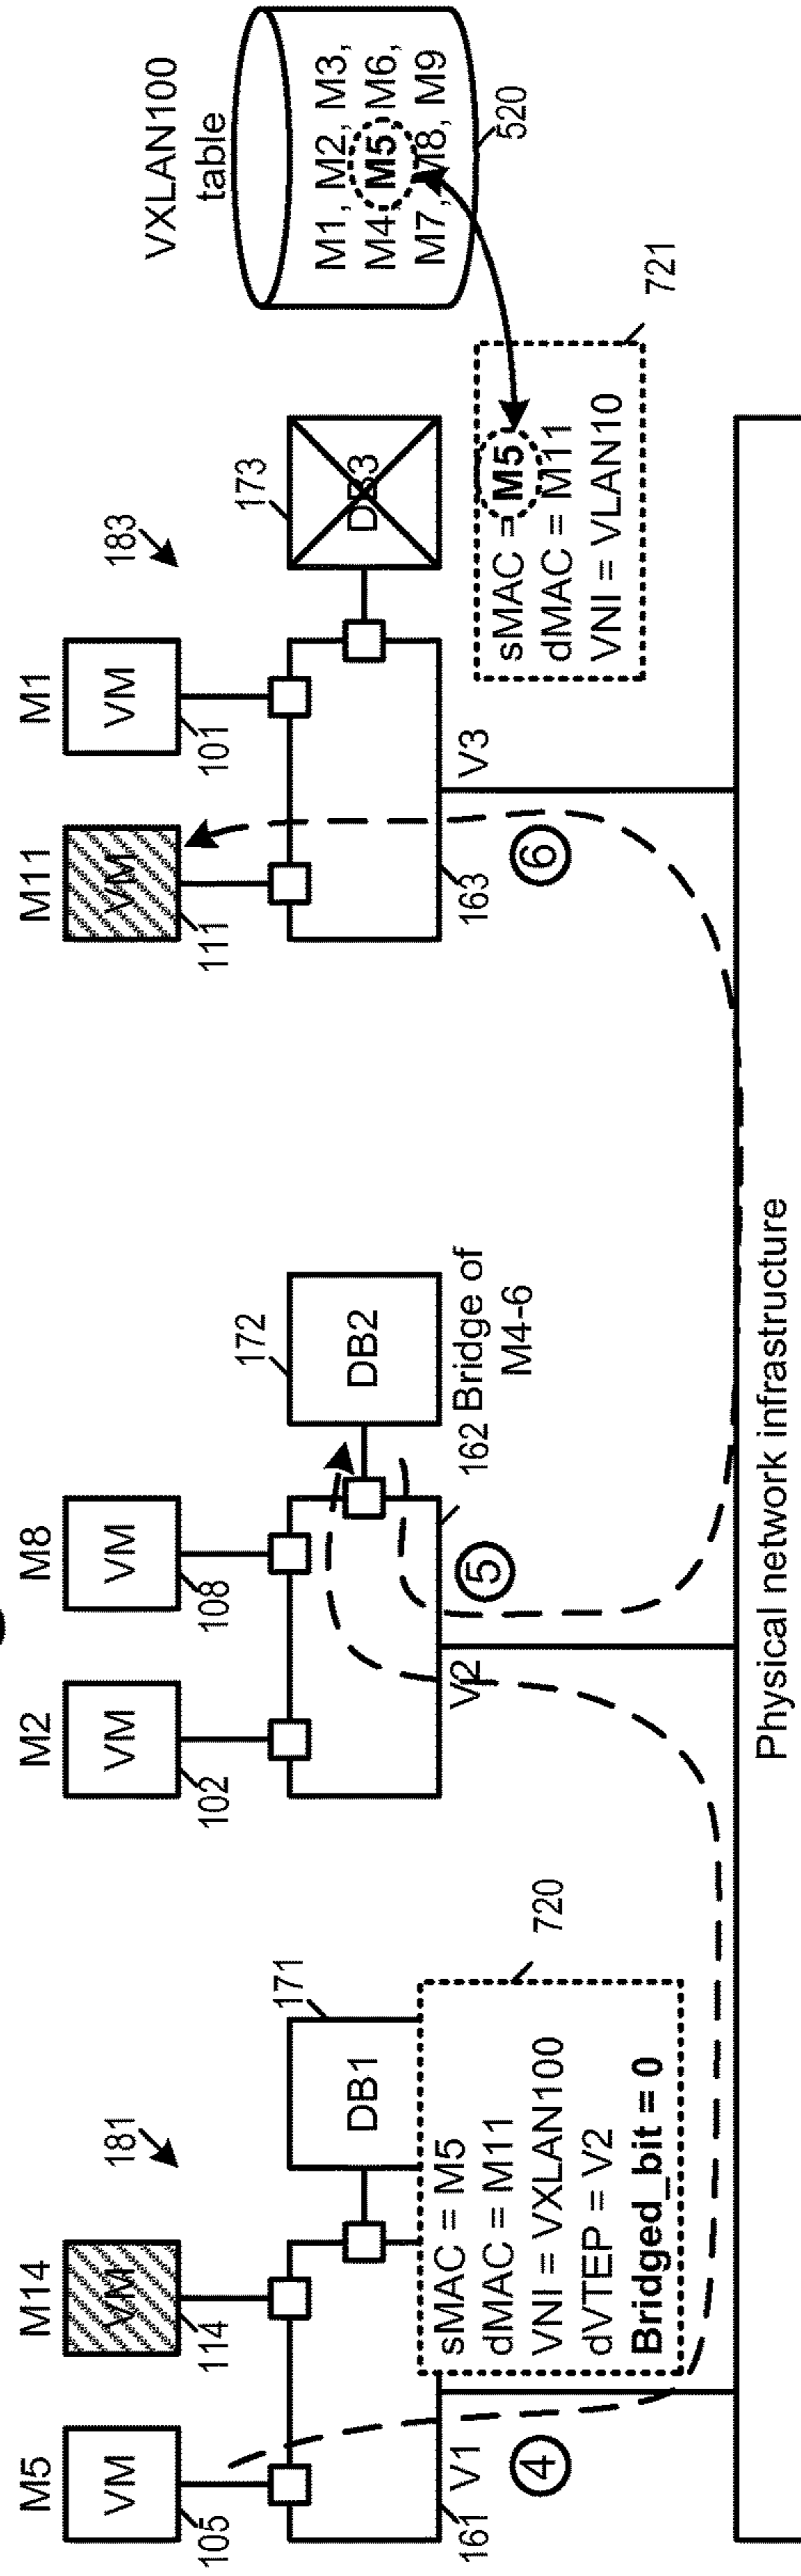 M5
M14
M2
M8
M11
M1
VXLAN100
table
181
183
VM
VM
VM
VM
VM
VM
105
114
102
108
111
101
171
172
173
DB1
DB2
DB3
M1, M2, M3,
M4, M5, M6,
M7, M8, M9
520
V1
161
4
sMAC = M5
dMAC = M11
VNI = VXLAN100
dVTEP = V2
Bridged_bit = 0
720
V2
5
162 Bridge of
M4-6
163
V3
6
sMAC = M5
dMAC = M11
VNI = VLAN10
721
Physical network infrastructure